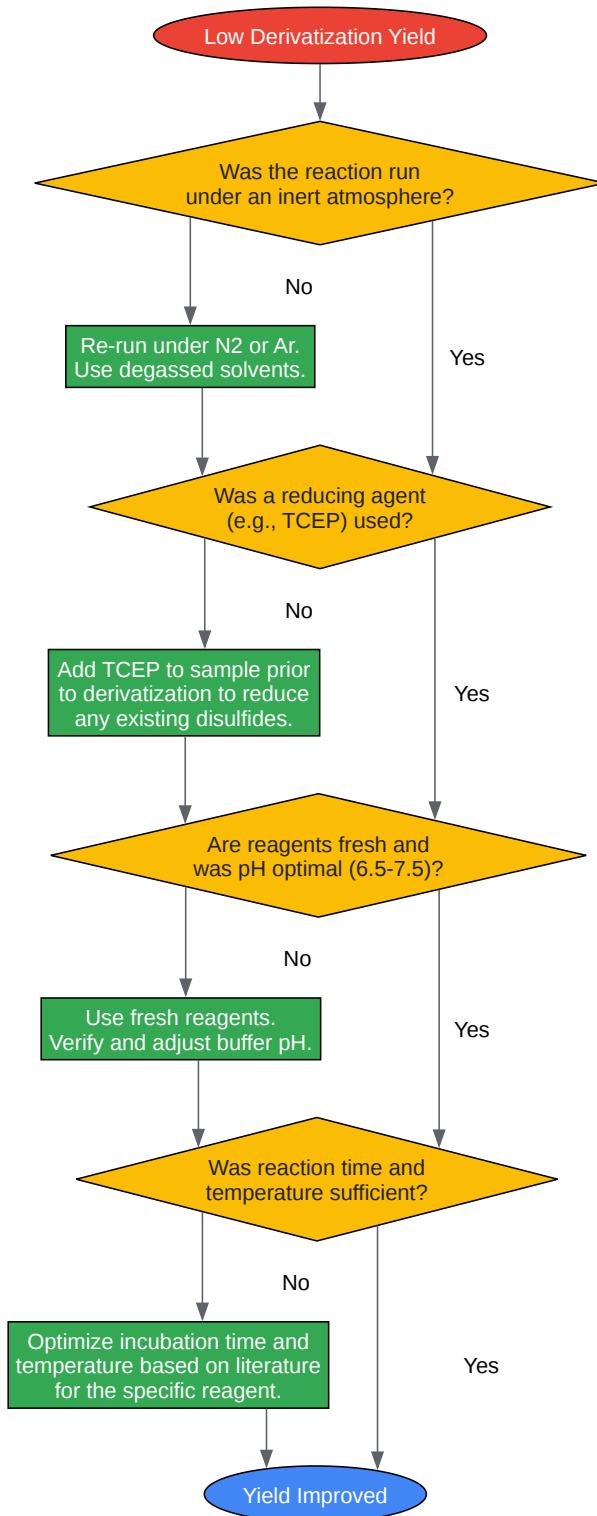 Low Derivatization Yield
Was the reaction run
under an inert atmosphere?
No
Re-run under N2 or Ar.
Use degassed solvents.
Yes
Was a reducing agent
(e.g., TCEP) used?
No
Add TCEP to sample prior
to derivatization to reduce
any existing disulfides.
Yes
Are reagents fresh and
was pH optimal (6.5-7.5)?
No
Use fresh reagents.
Verify and adjust buffer pH.
Yes
Was reaction time and
temperature sufficient?
No
Optimize incubation time and
temperature based on literature
for the specific reagent.
Yes
Yield Improved